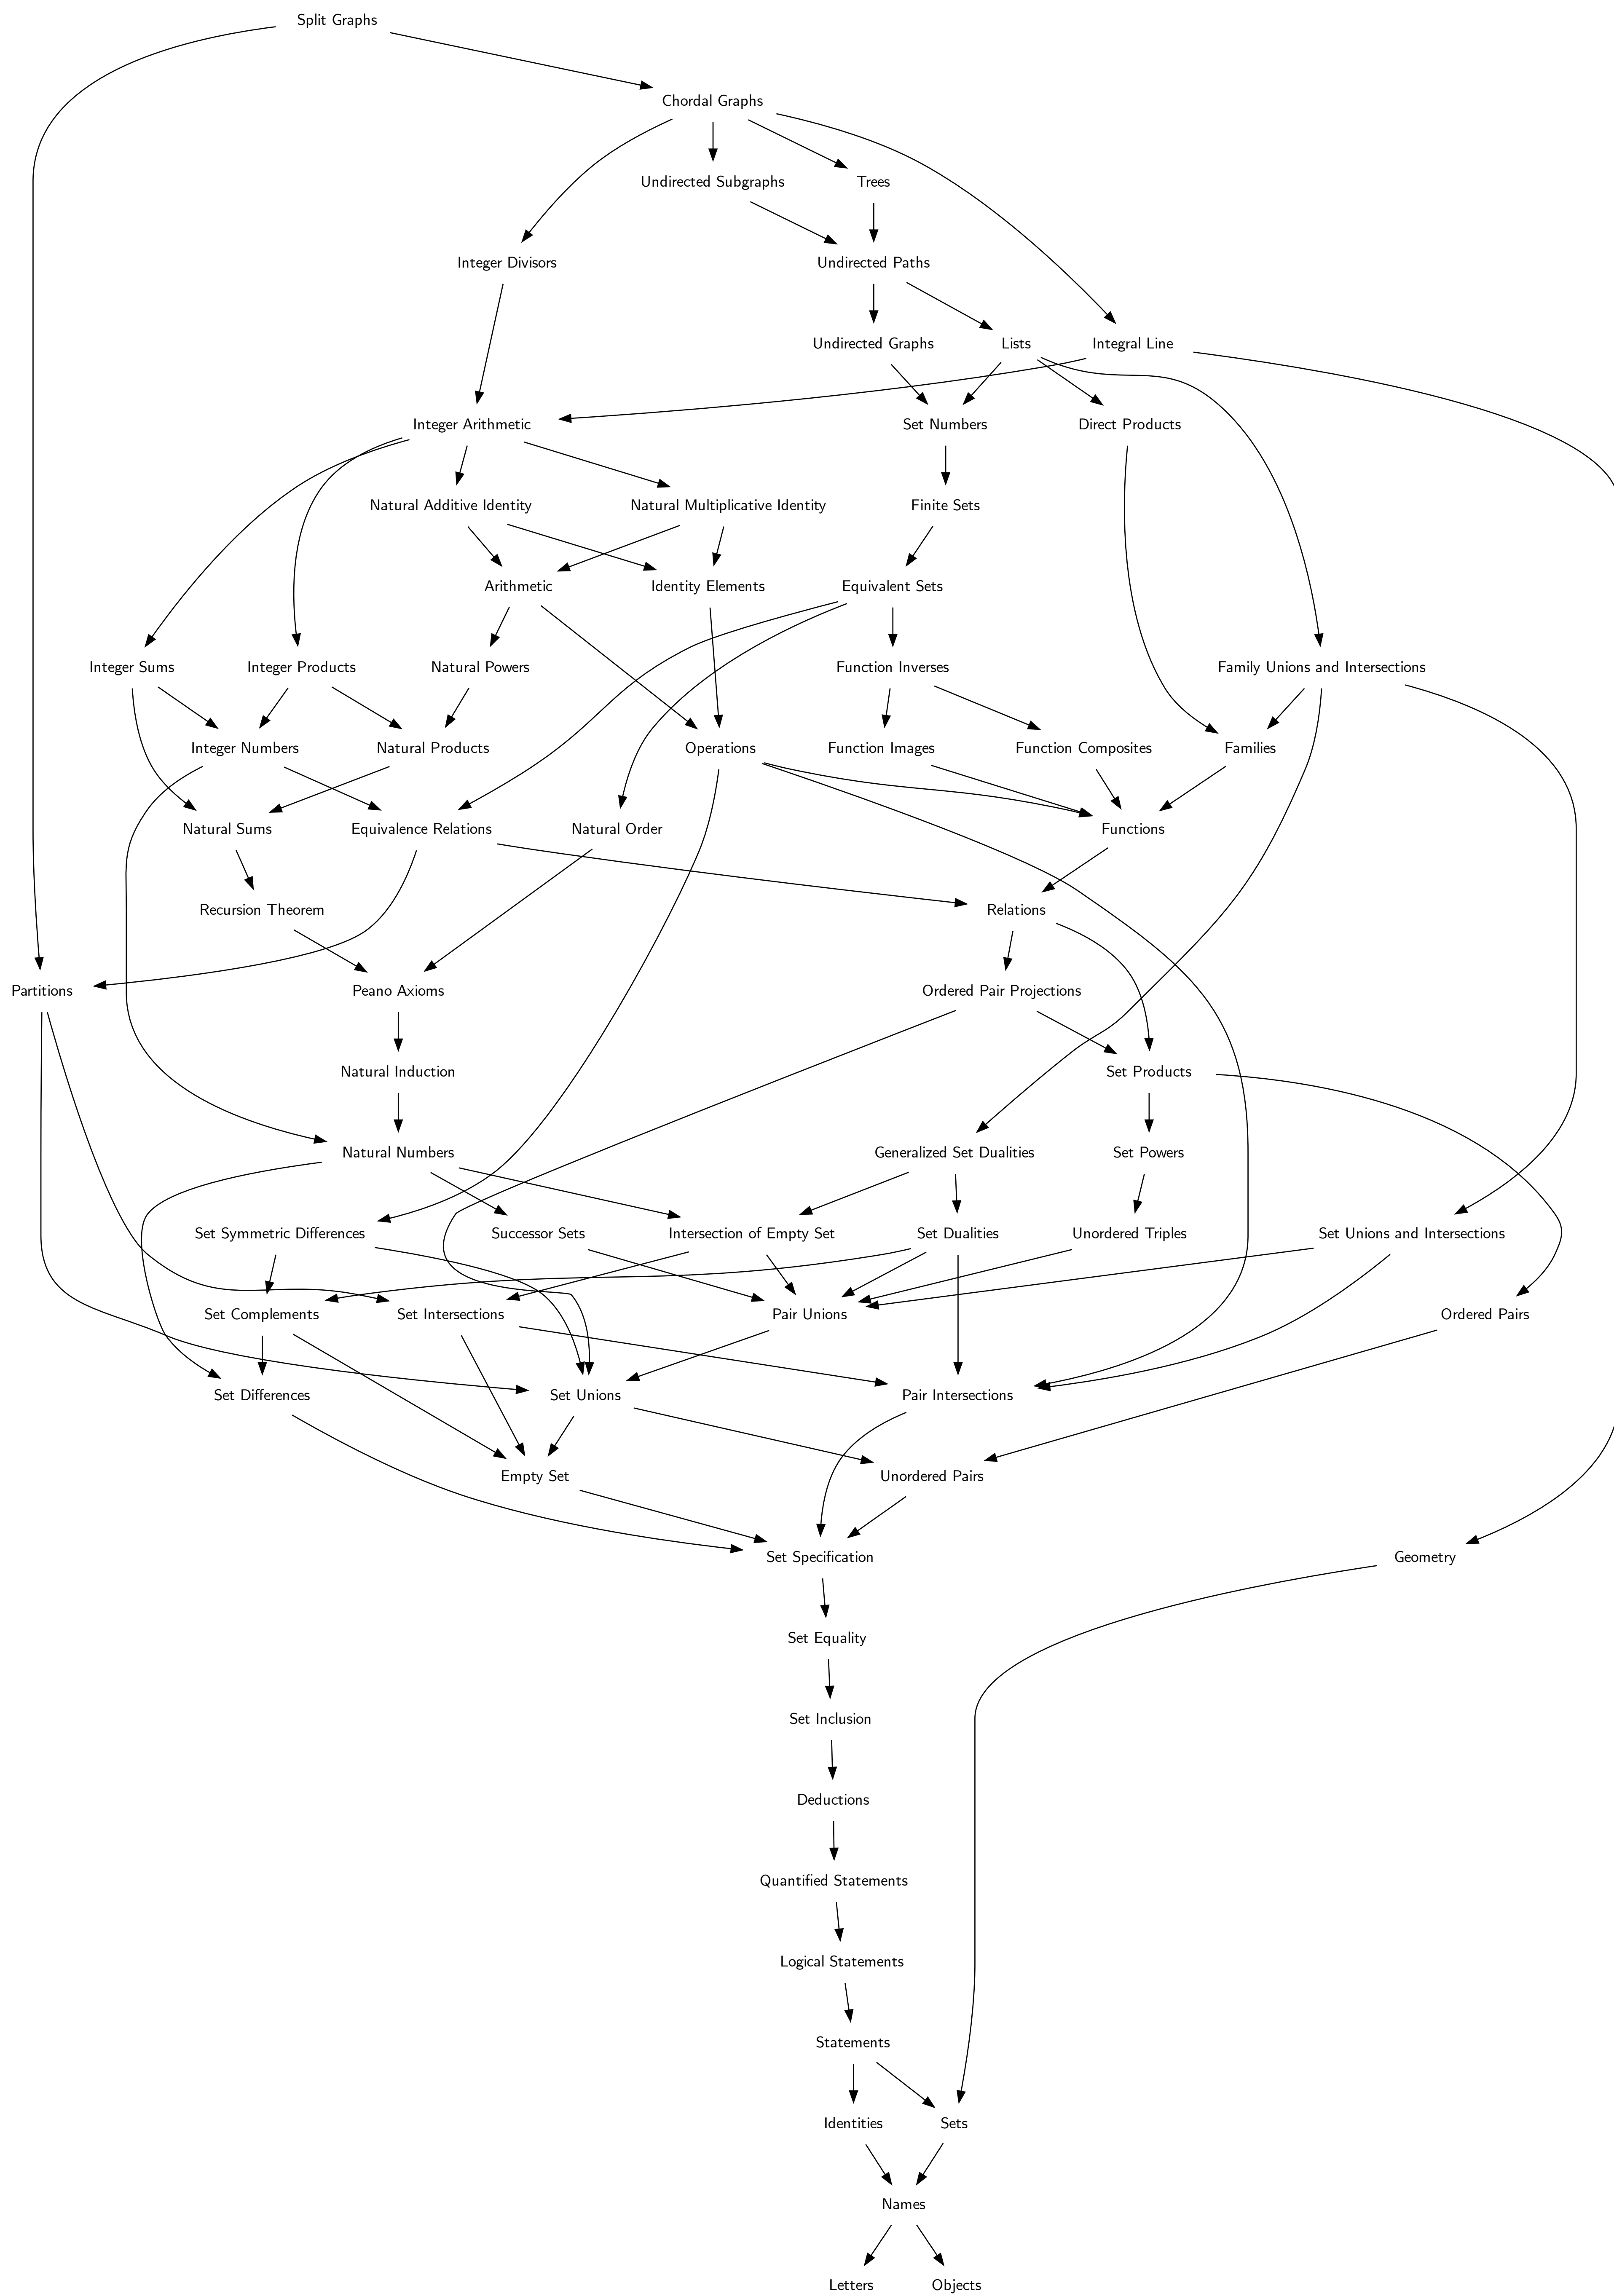 Split Graphs
Chordal Graphs
Undirected Subgraphs
Trees
Integer Divisors
Undirected Paths
Undirected Graphs
Lists
Integral Line
Integer Arithmetic
Set Numbers
Direct Products
Natural Additive Identity
Natural Multiplicative Identity
Finite Sets
Arithmetic
Identity Elements
Equivalent Sets
Integer Sums
Integer Products
Natural Powers
Function Inverses
Family Unions and Intersections
Integer Numbers
Natural Products
Operations
Function Images
Function Composites
Families
Natural Sums
Equivalence Relations
Natural Order
Functions
Recursion Theorem
Relations
Partitions
Peano Axioms
Ordered Pair Projections
Natural Induction
Set Products
Natural Numbers
Generalized Set Dualities
Set Powers
Set Symmetric Differences
Successor Sets
Intersection of Empty Set
Set Dualities
Unordered Triples
Set Unions and Intersections
Set Complements
Set Intersections
Pair Unions
Ordered Pairs
Set Differences
Set Unions
Pair Intersections
Empty Set
Unordered Pairs
Set Specification
Geometry
Set Equality
Set Inclusion
Deductions
Quantified Statements
Logical Statements
Statements
Identities
Sets
Names
Letters
Objects